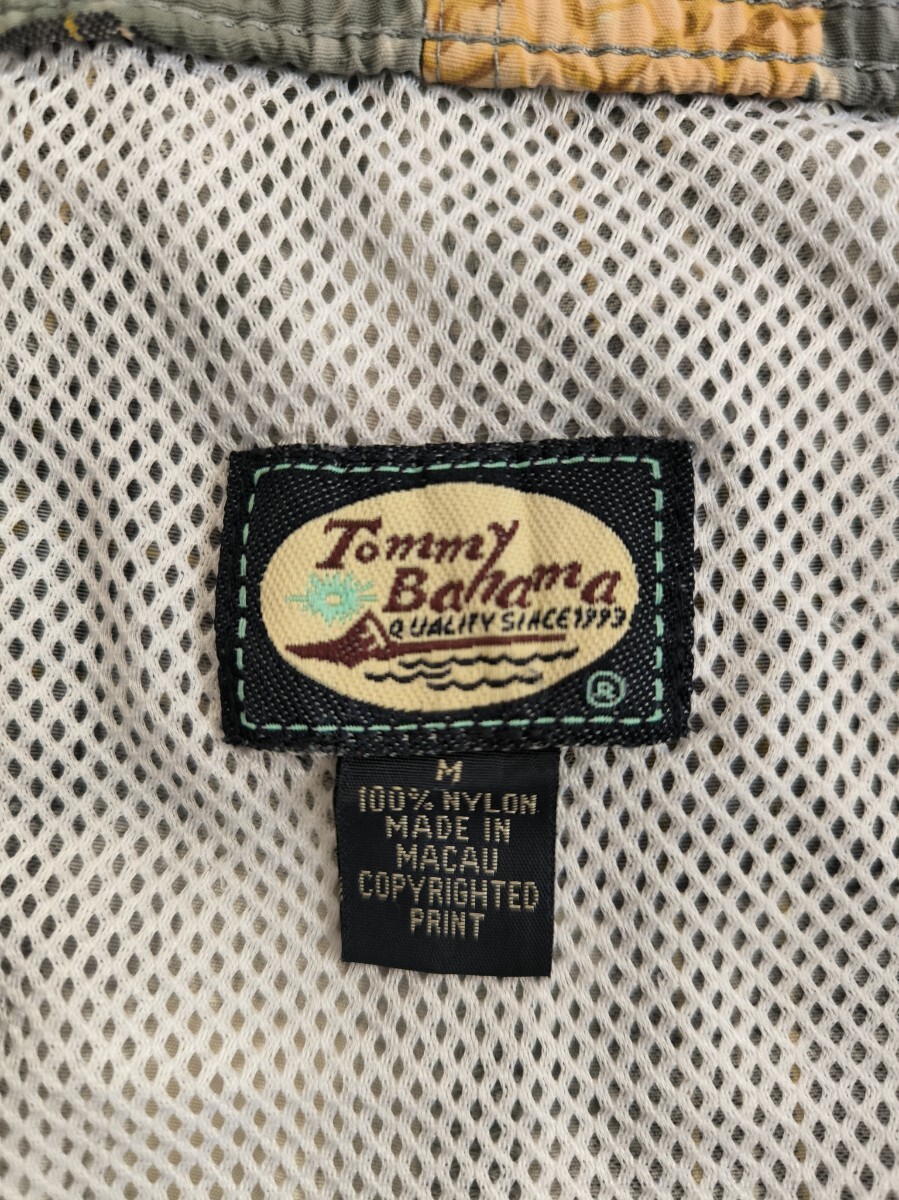 Tommy
Bahama
QUALITY SINCE 1993
®
M
100% NYLON
MADE IN
MACAU
COPYRIGHTED
PRINT